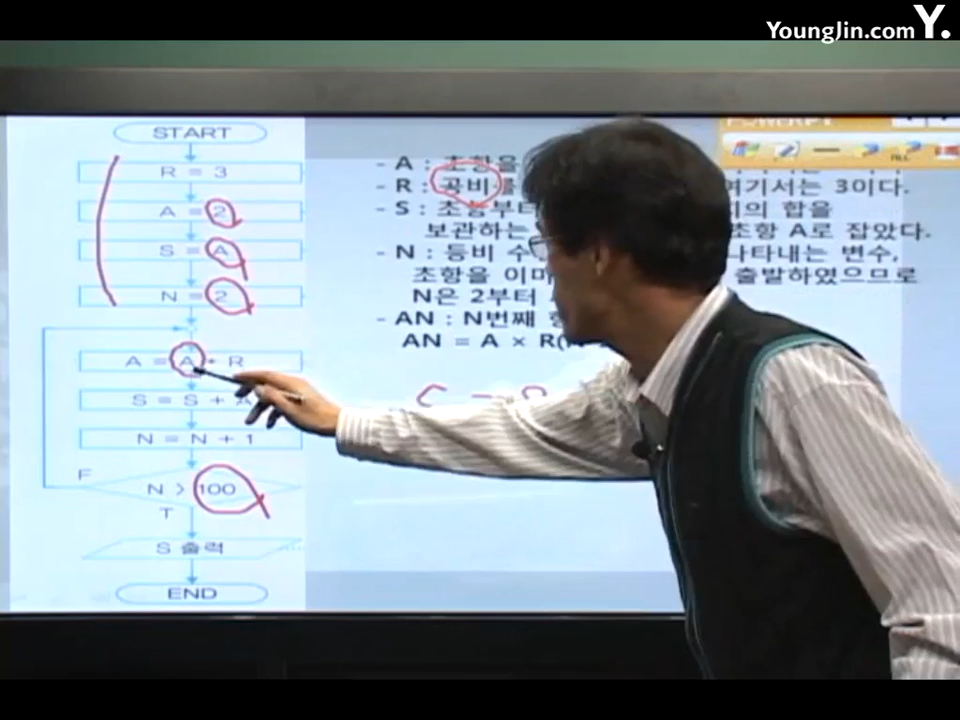 YoungJin.com Y.
START
R = 3
A = 2
S = A
N = 2
A = A + R
S = S + A
N = N + 1
F
N > 100
T
S 출력
END
- A : 초항을
- R : 공비를 여기서는 3이다.
- S : 초항부터 지의 합을
보관하는 초항 A로 잡았다.
- N : 등비 수 나타내는 변수,
초항을 이미 출발하였으므로
N은 2부터
- AN : N번째 항
AN = A × R(N